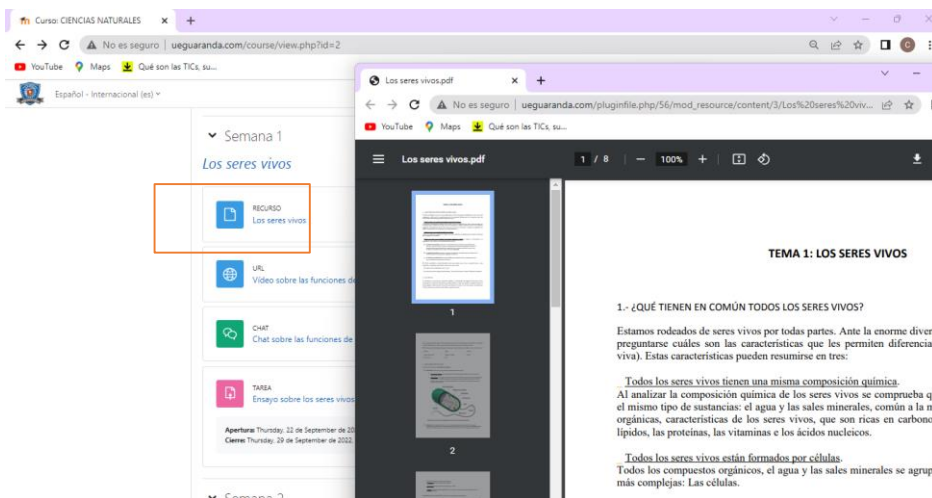 Curso: CIENCIAS NATURALES
No es seguro | ueguaranda.com/course/view.php?id=2
YouTube Maps Qué son las TICs, su...
Español - Internacional (es)
Semana 1
Los seres vivos
RECURSO
Los seres vivos
URL
Vídeo sobre las funciones de
CHAT
Chat sobre las funciones de
TAREA
Ensayo sobre los seres vivos
Apertura: Thursday, 22 de September de 20
Cierre: Thursday, 29 de September de 2022,
Semana 2
Los seres vivos.pdf
No es seguro | ueguaranda.com/pluginfile.php/56/mod_resource/content/3/Los%20seres%20viv...
YouTube Maps Qué son las TICs, su...
Los seres vivos.pdf 1 / 8 — 100% +
1
2
TEMA 1: LOS SERES VIVOS
1.- ¿QUÉ TIENEN EN COMÚN TODOS LOS SERES VIVOS?
Estamos rodeados de seres vivos por todas partes. Ante la enorme diver
preguntarse cuáles son las características que les permiten diferencia
viva). Estas características pueden resumirse en tres:
Todos los seres vivos tienen una misma composición química.
Al analizar la composición química de los seres vivos se comprueba q
el mismo tipo de sustancias: el agua y las sales minerales, común a la m
orgánicas, características de los seres vivos, que son ricas en carbono
lípidos, las proteínas, las vitaminas e los ácidos nucleicos.
Todos los seres vivos están formados por células.
Todos los compuestos orgánicos, el agua y las sales minerales se agrup
más complejas: Las células.